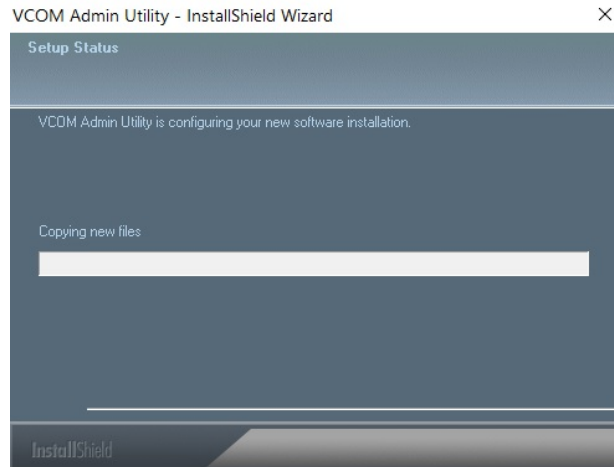 VCOM Admin Utility - InstallShield Wizard
Setup Status
VCOM Admin Utility is configuring your new software installation.
Copying new files
InstallShield